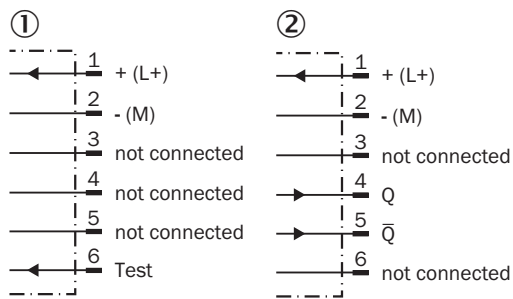 ①
1 + (L+)
2 - (M)
3 not connected
4 not connected
5 not connected
6 Test
②
1 + (L+)
2 - (M)
3 not connected
4 Q
5 Q̅
6 not connected